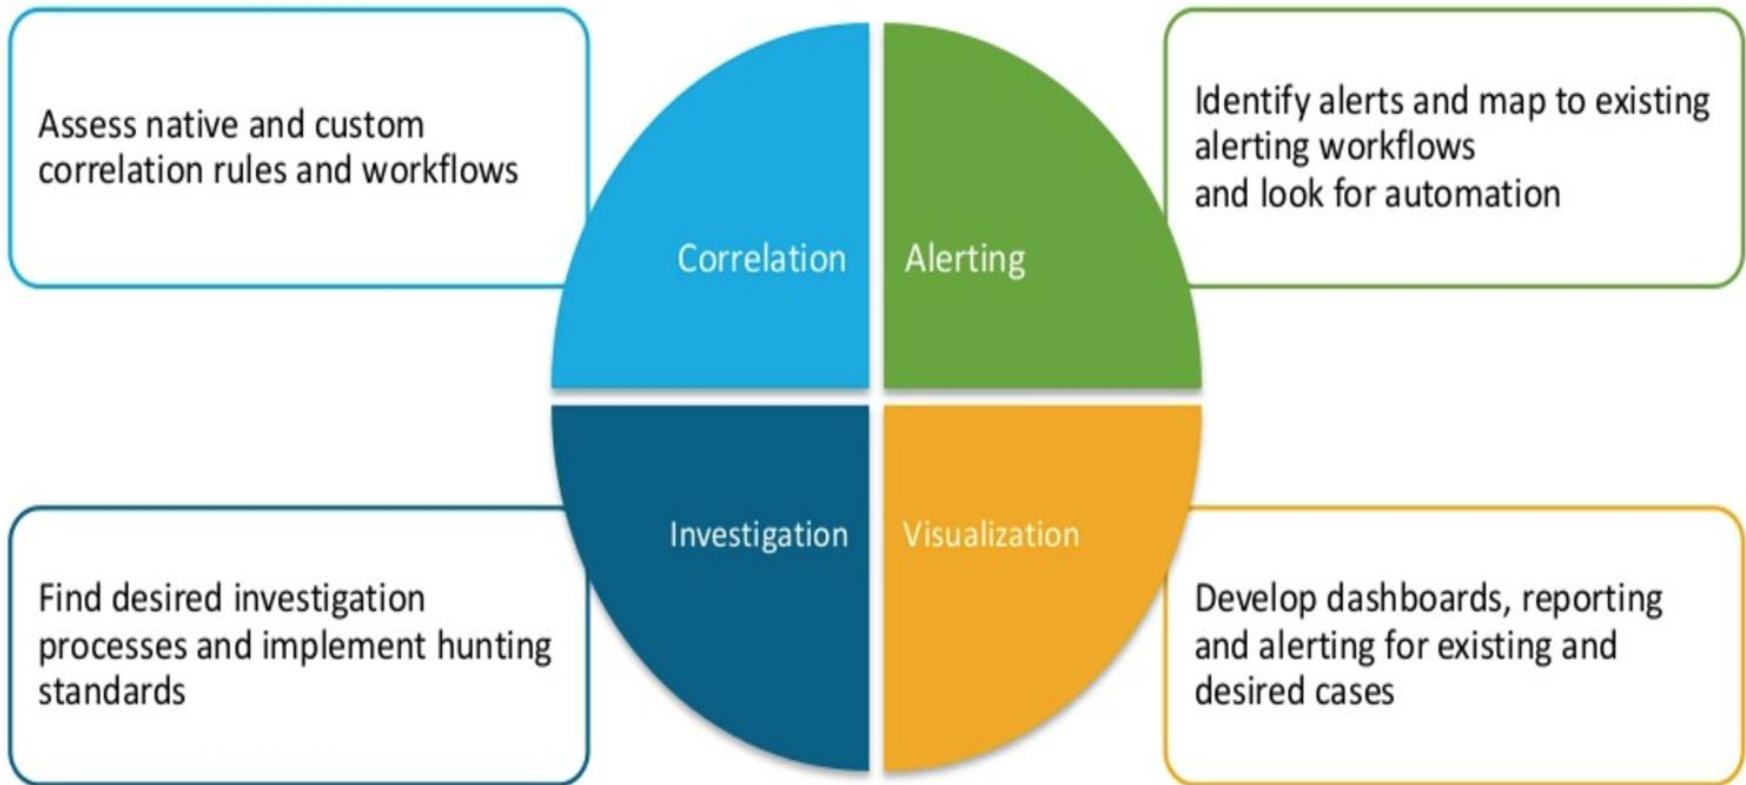 Assess native and custom
correlation rules and workflows
Identify alerts and map to existing
alerting workflows
and look for automation
Correlation
Alerting
Investigation
Visualization
Find desired investigation
processes and implement hunting
standards
Develop dashboards, reporting
and alerting for existing and
desired cases